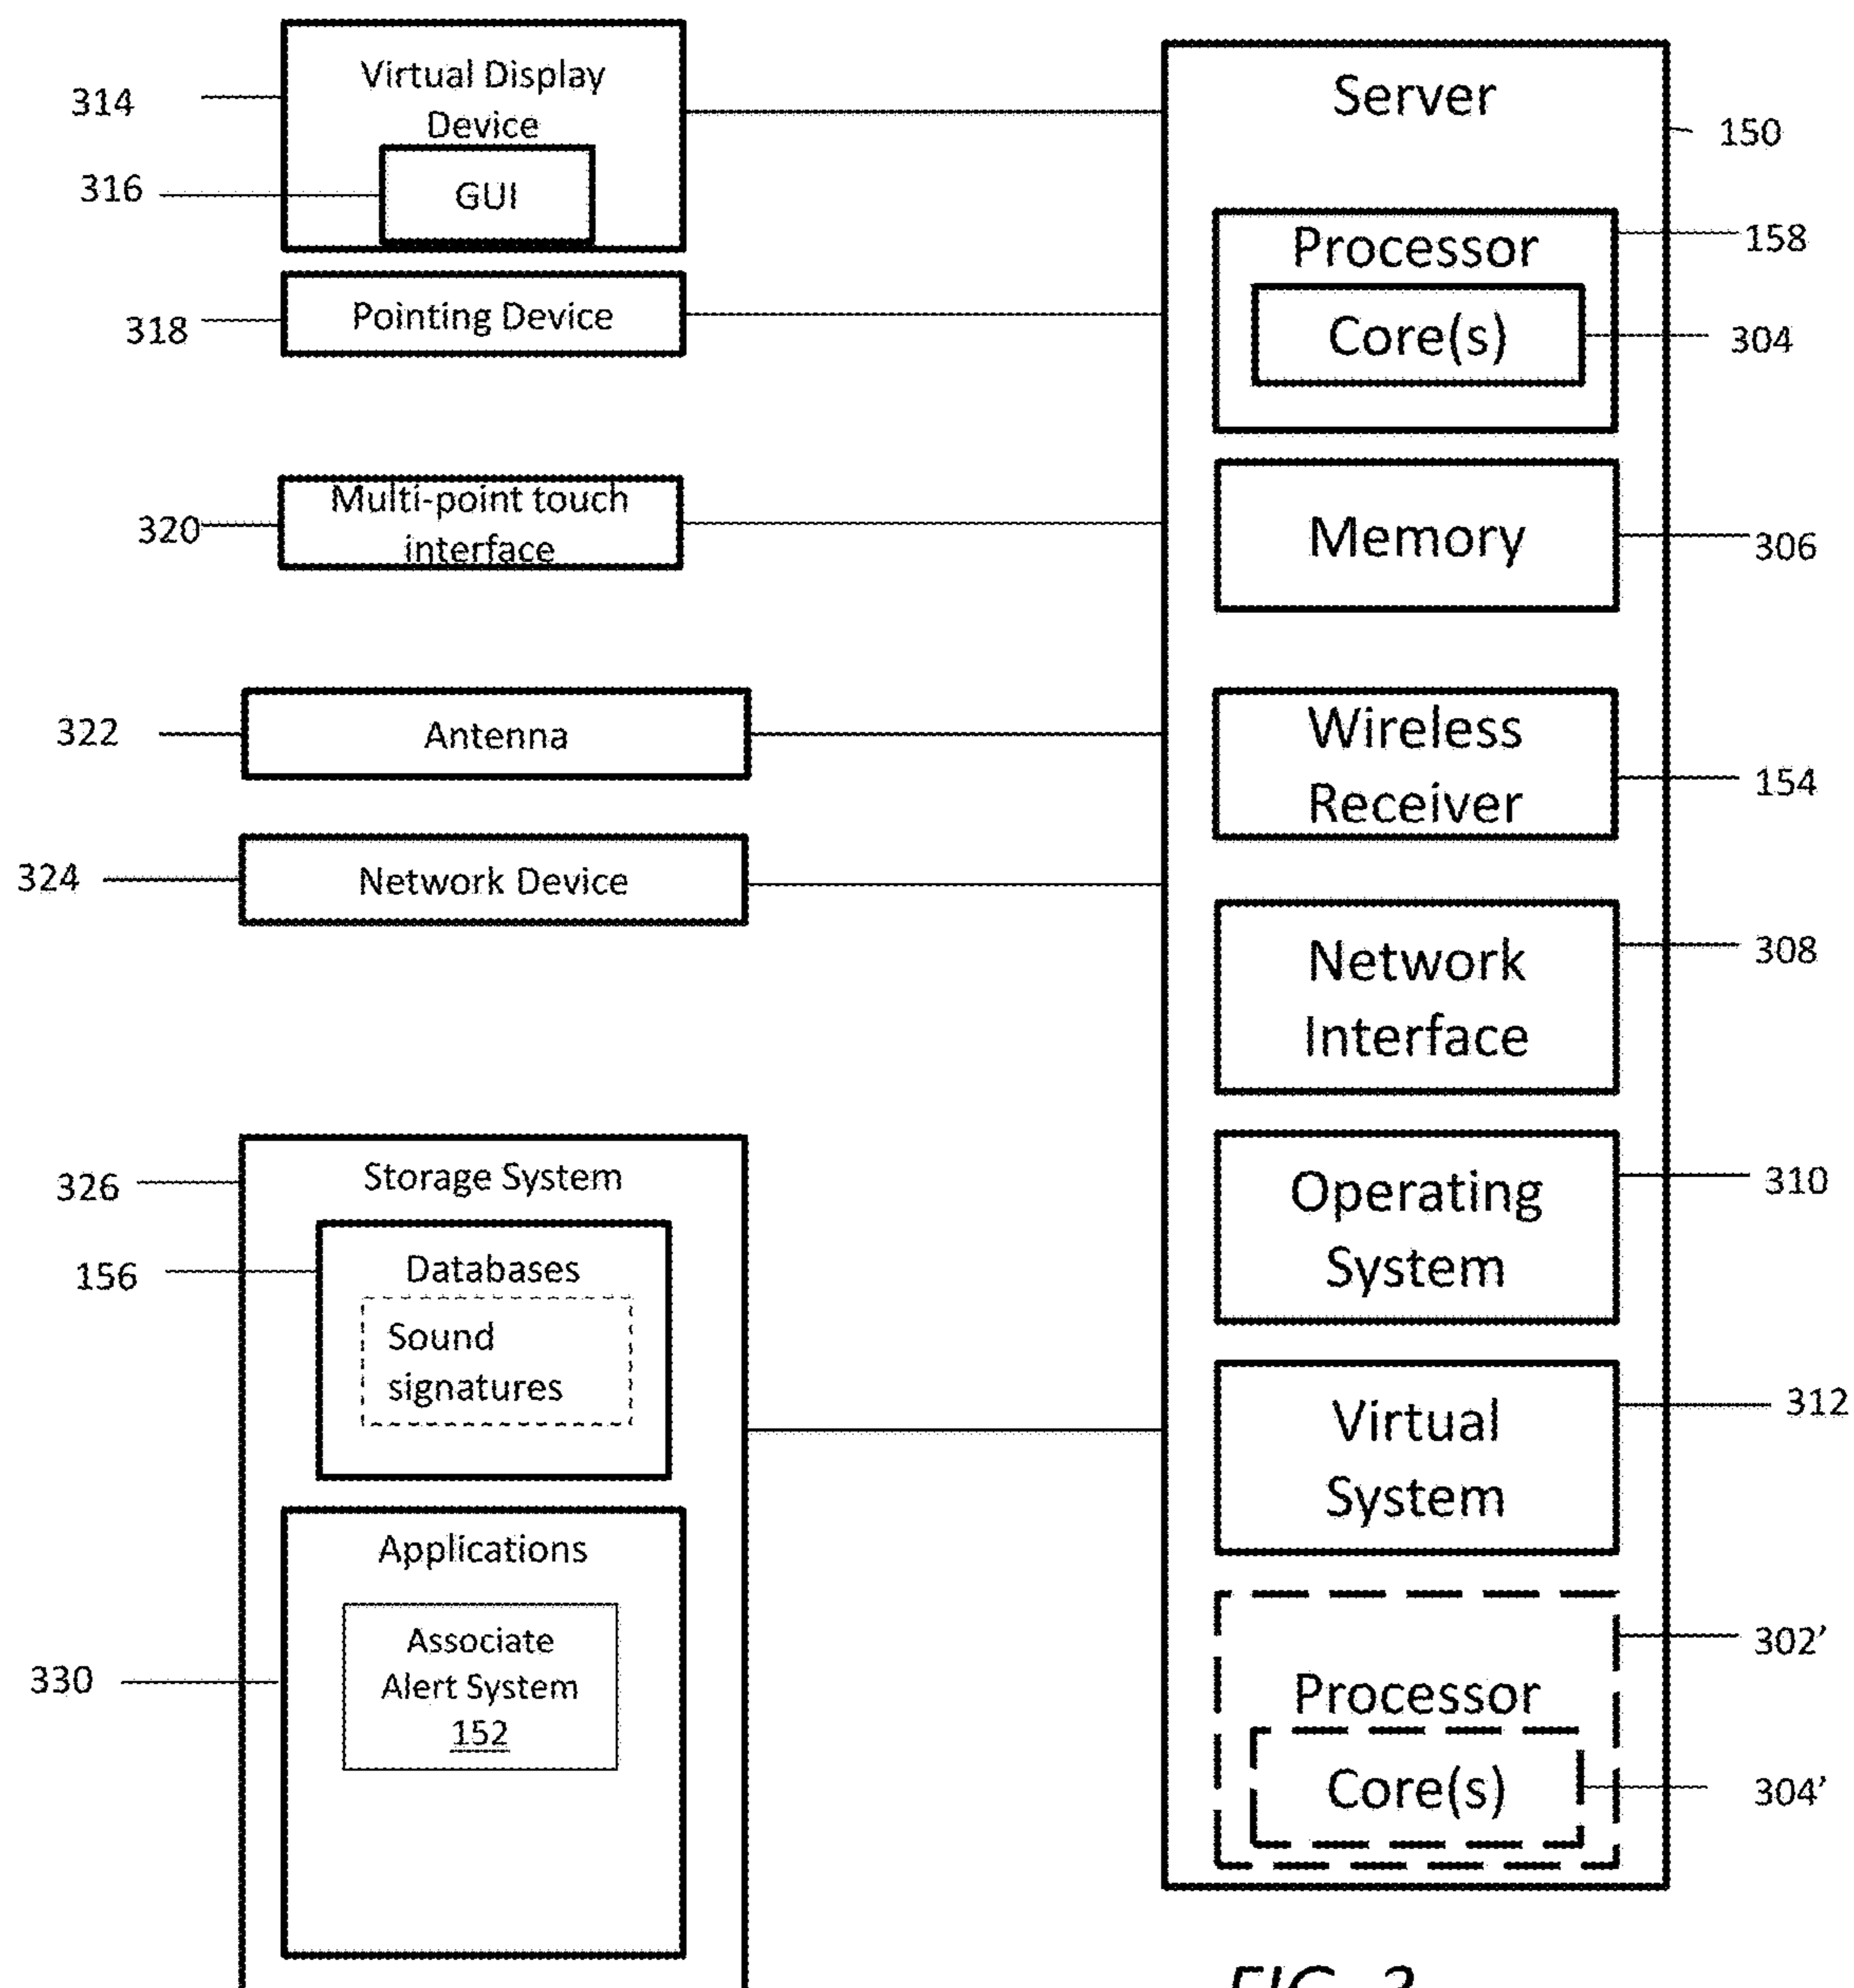 314
Virtual Display
Device
316
GUI
318
Pointing Device
320
Multi-point touch
interface
322
Antenna
324
Network Device
326
Storage System
156
Databases
Sound
signatures
Applications
330
Associate
Alert System
152
Server
150
Processor
158
Core(s)
304
Memory
306
Wireless
Receiver
154
Network
Interface
308
Operating
System
310
Virtual
System
312
302’
Processor
Core(s)
304’
FIG. 3